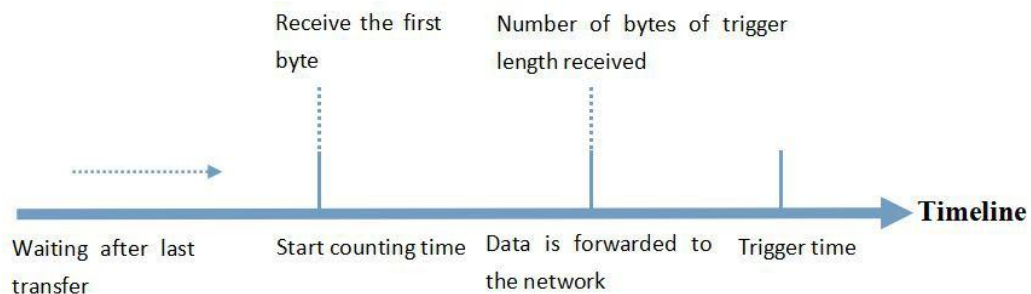 Receive the first
byte
Number of bytes of trigger
length received
Timeline
Waiting after last
transfer
Start counting time
Data is forwarded to
the network
Trigger time